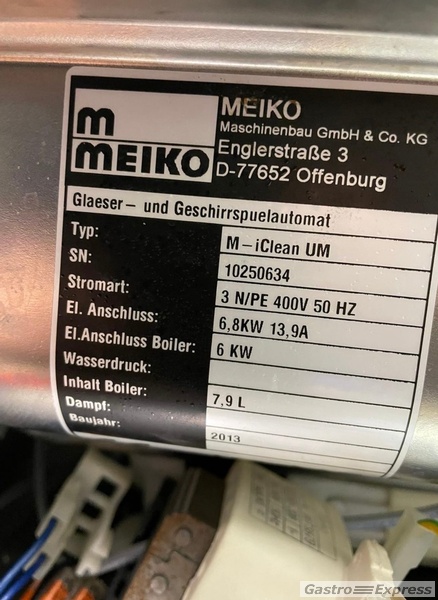 m
MEIKO
MEIKO
Maschinenbau GmbH & Co. KG
Englerstraße 3
D-77652 Offenburg
Glaeser- und Geschirrspuelautomat
Typ: M-iClean UM
SN: 10250634
Stromart: 3 N/PE 400V 50 HZ
El. Anschluss: 6,8KW 13,9A
El.Anschluss Boiler: 6 KW
Wasserdruck:
Inhalt Boiler: 7,9 L
Dampf:
Baujahr: 2013
Gastro Express